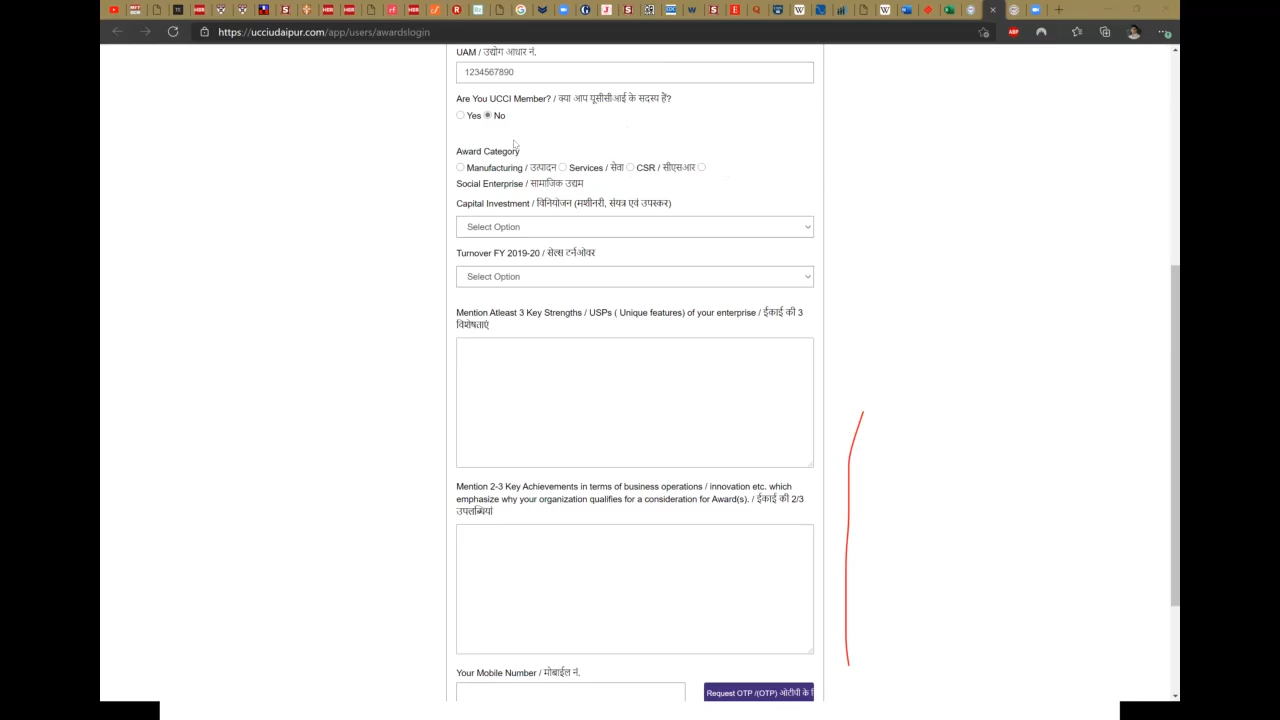 https://ucciudaipur.com/app/users/awardslogin
UAM / उद्योग आधार नं.
1234567890
Are You UCCI Member? / क्या आप यूसीसीआई के सदस्य हैं?
Yes No
Award Category
Manufacturing / उत्पादन Services / सेवा CSR / सीएसआर
Social Enterprise / सामाजिक उद्यम
Capital Investment / विनियोजन (मशीनरी, संयत्र एवं उपस्कर)
Select Option
Turnover FY 2019-20 / सेल्स टर्नओवर
Select Option
Mention Atleast 3 Key Strengths / USPs ( Unique features) of your enterprise / ईकाई की 3
विशेषताएं
Mention 2-3 Key Achievements in terms of business operations / innovation etc. which
emphasize why your organization qualifies for a consideration for Award(s). / ईकाई की 2/3
उपलब्धियां
Your Mobile Number / मोबाईल नं.
Request OTP /(OTP) ओटीपी के